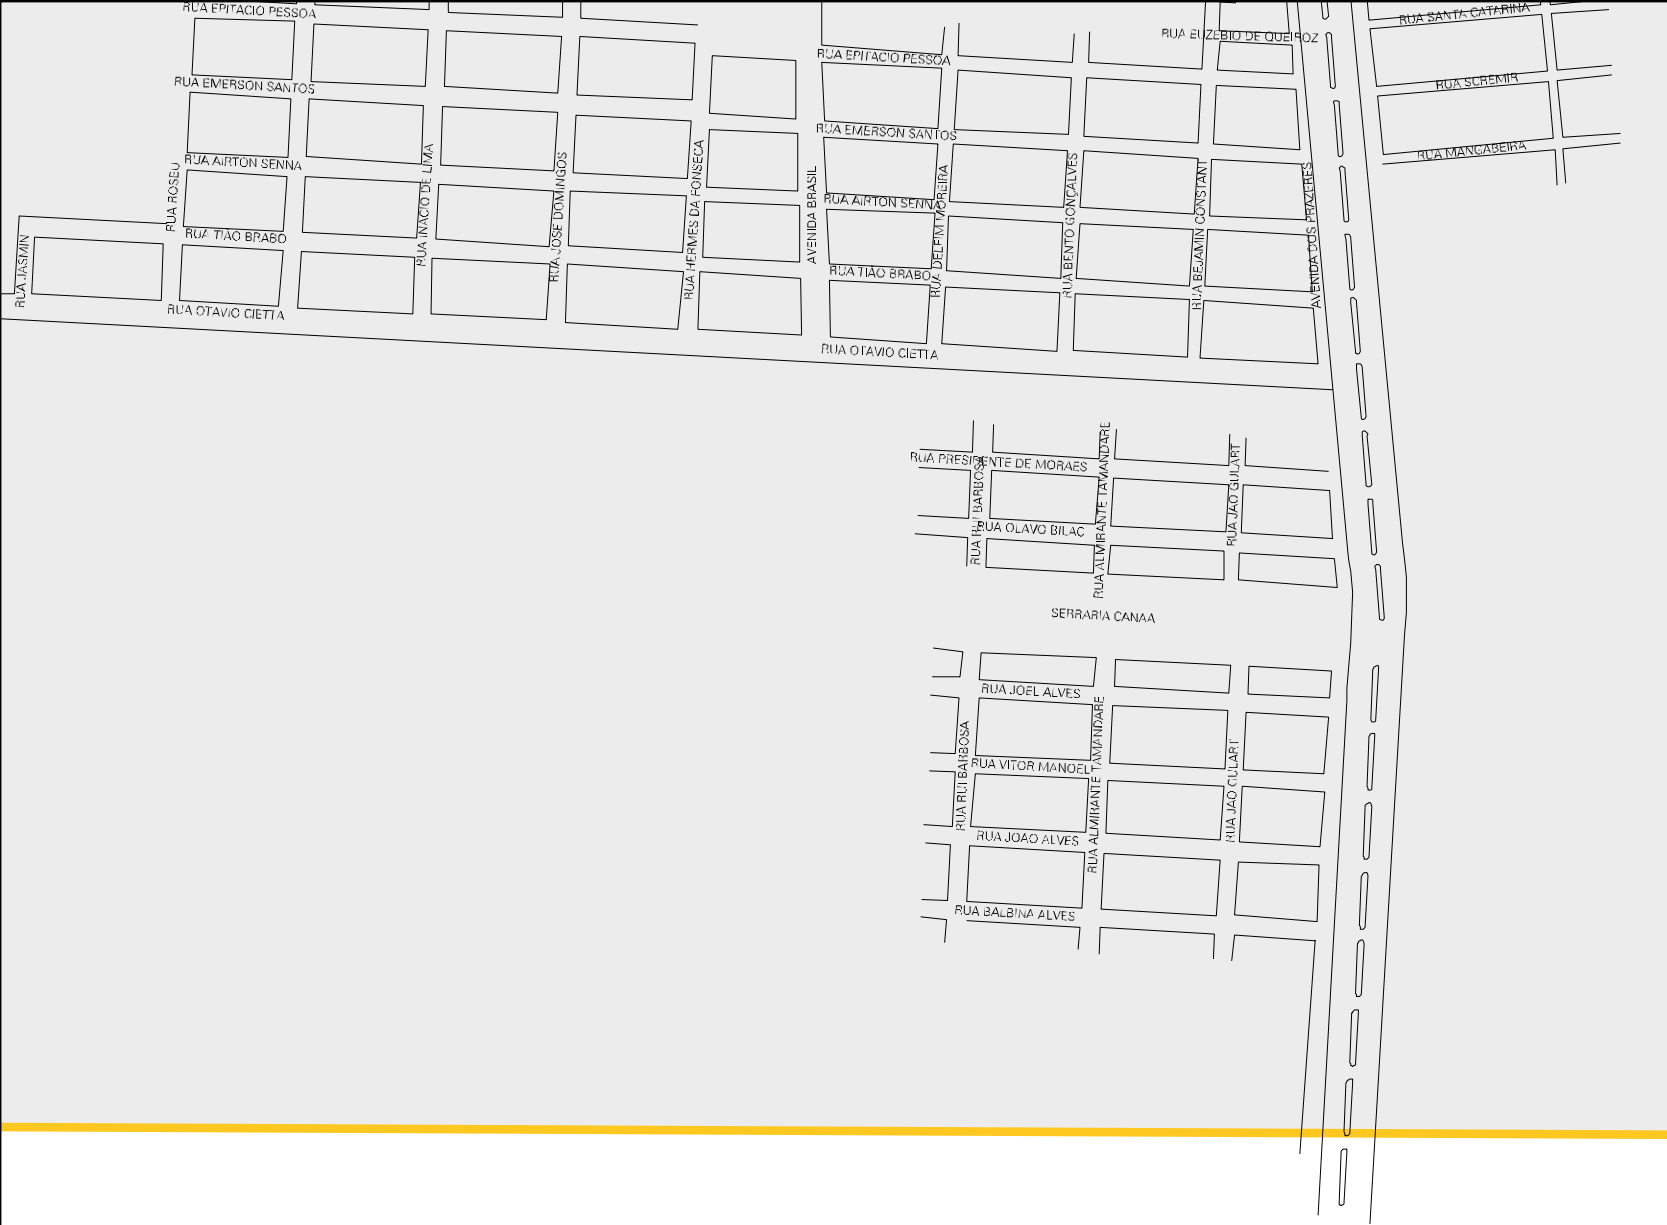 RUA EPITACIO PESSOA
RUA SANTA CATARINA
RUA EUZEBIO DE QUEIROZ
RUA EPITACIO PESSOA
RUA SCREMIR
RUA EMERSON SANTOS
RUA EMERSON SANTOS
RUA MANGABEIRA
RUA AIRTON SENNA
RUA ROSEU
RUA INACIO DE LIMA
RUA JOSE DOMINGOS
RUA HERMES DA FONSECA
AVENIDA BRASIL
RUA AIRTON SENNA
RUA DELFIM MOREIRA
RUA BENTO GONÇALVES
RUA BEJAMIN CONSTANT
AVENIDA DOS PRAZERES
RUA JASMIN
RUA TIAO BRABO
RUA TIAO BRABO
RUA OTAVIO CIETTA
RUA OTAVIO CIETTA
RUA PRESIDENTE DE MORAES
RUA RUI BARBOSA
RUA ALMIRANTE TAMANDARE
RUA JAO GULART
RUA OLAVO BILAC
SERRARIA CANAA
RUA JOEL ALVES
RUA RUI BARBOSA
RUA ALMIRANTE TAMANDARE
RUA JAO GULART
RUA VITOR MANOEL
RUA JOAO ALVES
RUA BALBINA ALVES